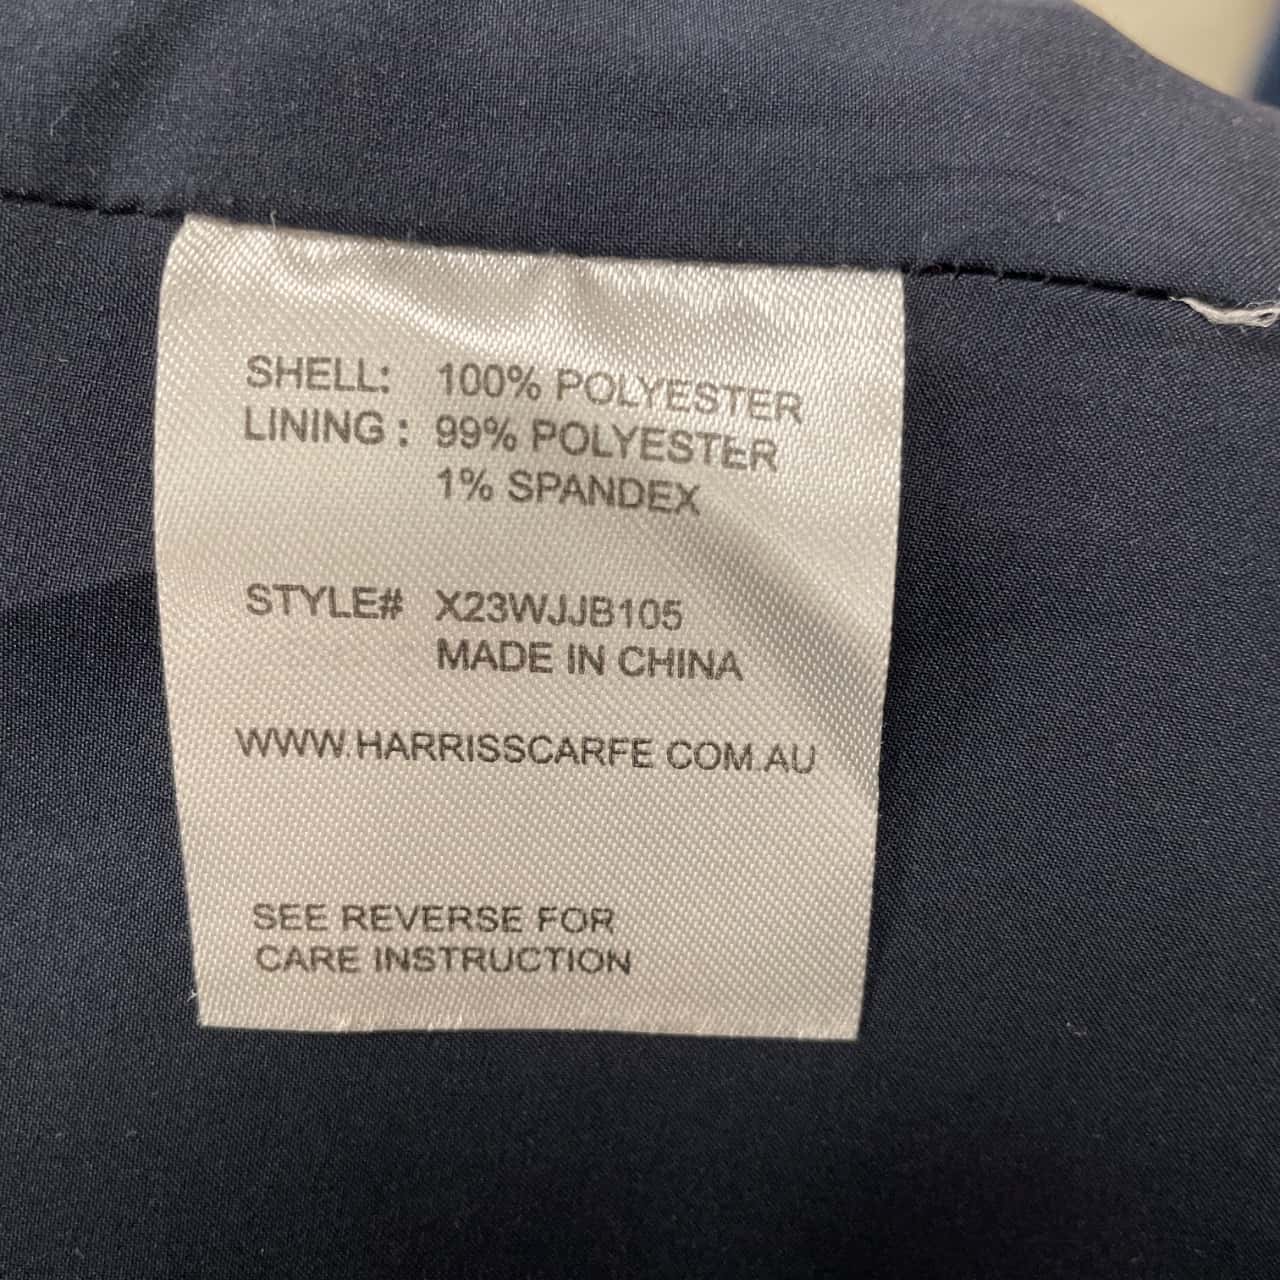 SHELL: 100% POLYESTER
LINING : 99% POLYESTER
1% SPANDEX
STYLE# X23WJJB105
MADE IN CHINA
WWW.HARRISSCARFE.COM.AU
SEE REVERSE FOR
CARE INSTRUCTION